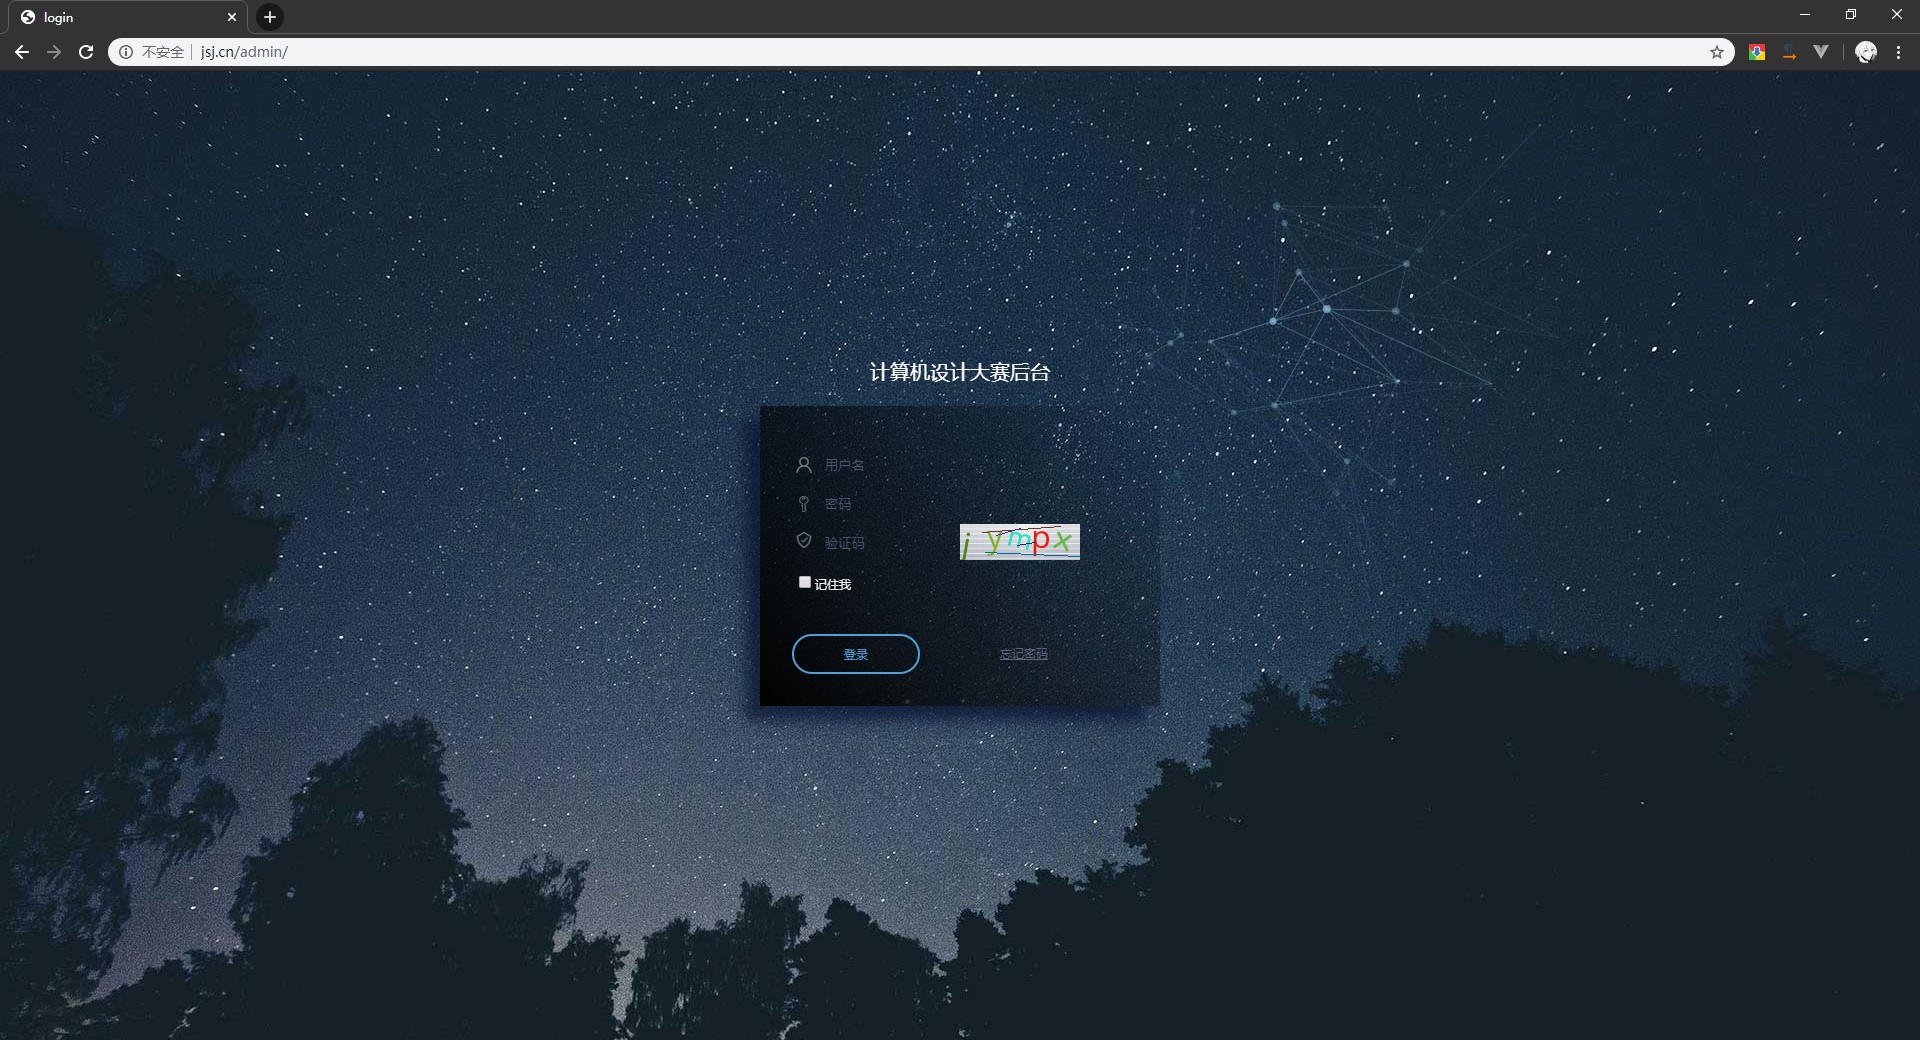 login
不安全 jsj.cn/admin/
计算机设计大赛后台
用户名
密码
验证码
jympx
记住我
登录 忘记密码